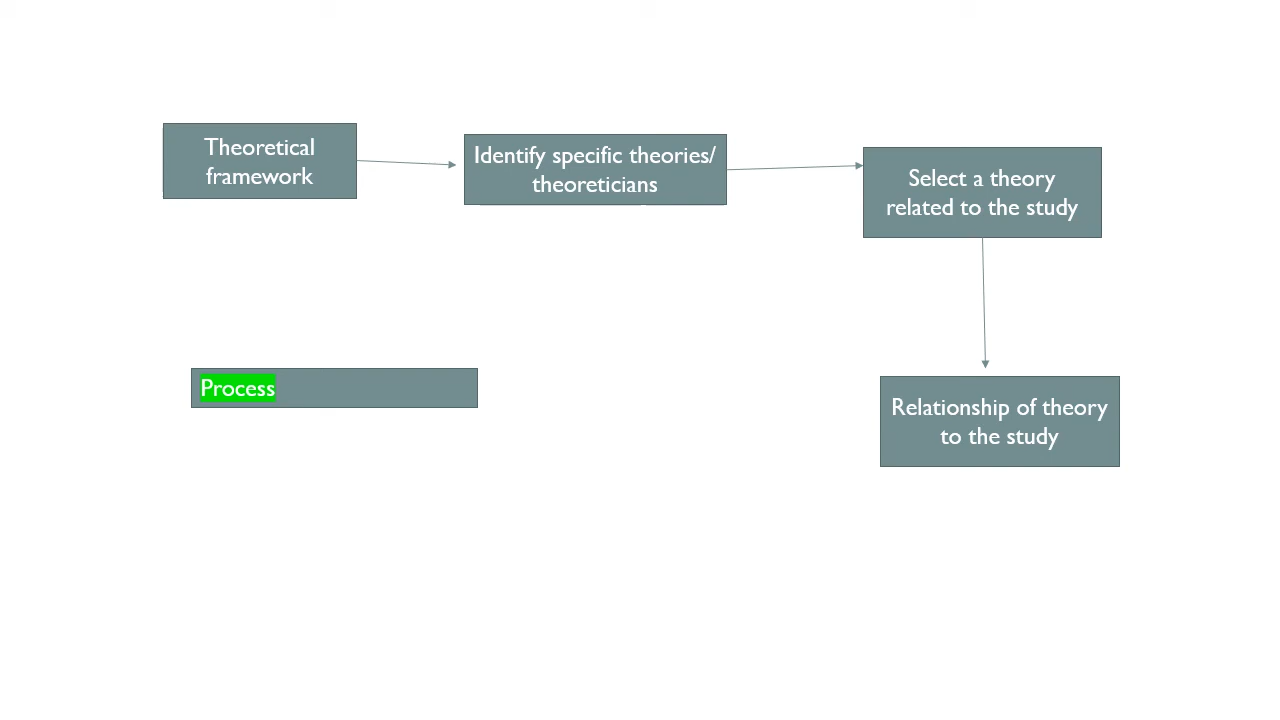 Theoretical
framework
Identify specific theories/
theoreticians
Select a theory
related to the study
Process
Relationship of theory
to the study